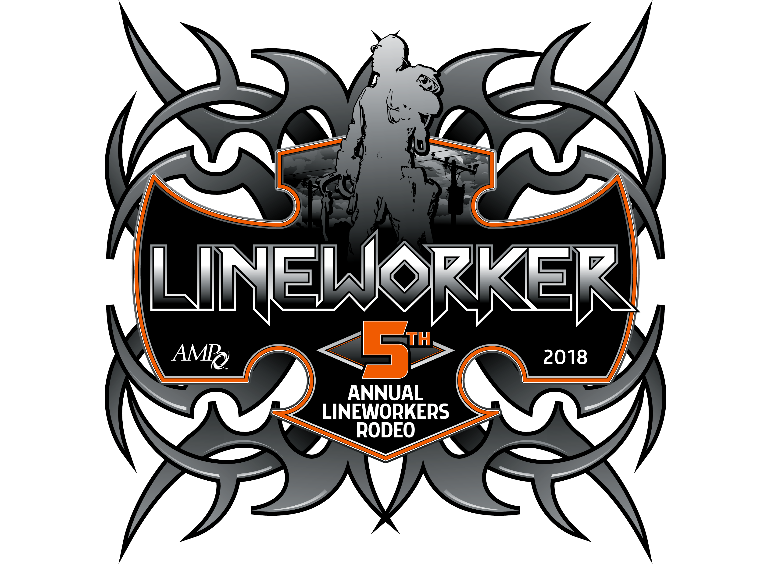 LINEWORKER
5TH
AMP
2018
ANNUAL
LINEWORKERS
RODEO